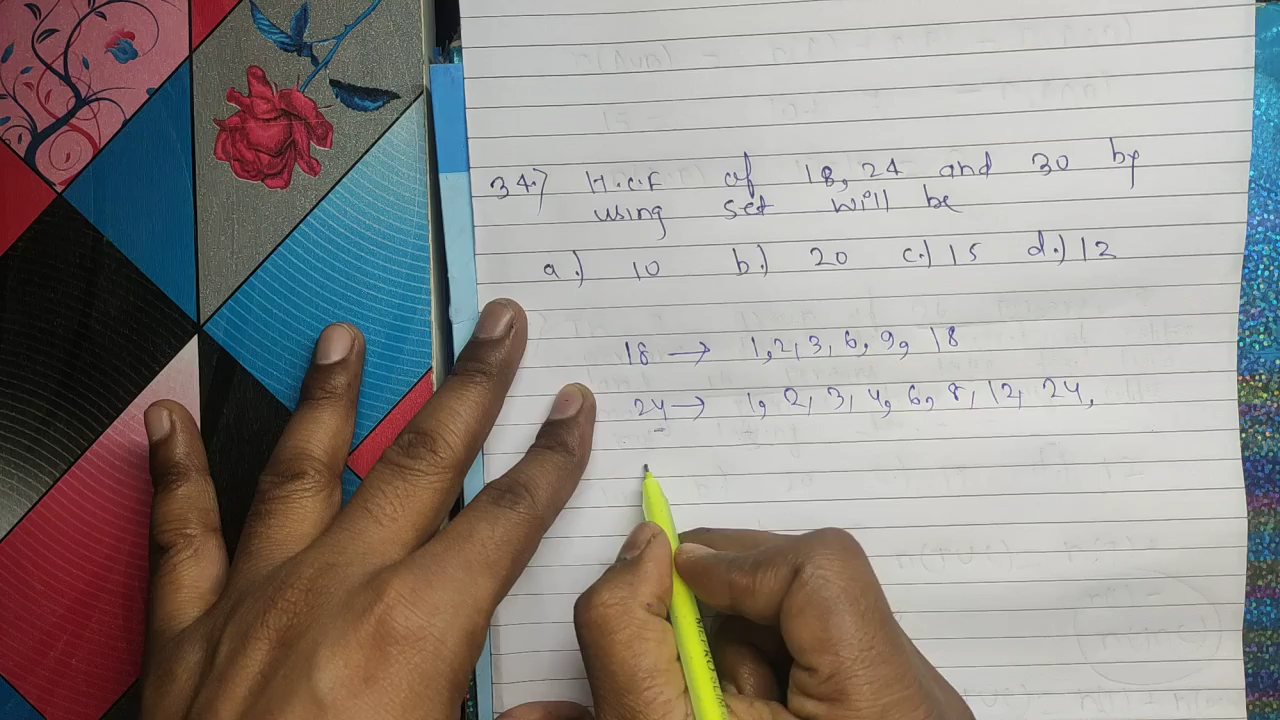 34.) H.C.F of 18, 24 and 30 by
using set will be
a.) 10 b.) 20 c.) 15 d.) 12
18 → 1, 2, 3, 6, 9, 18
24 → 1, 2, 3, 4, 6, 8, 12, 24,